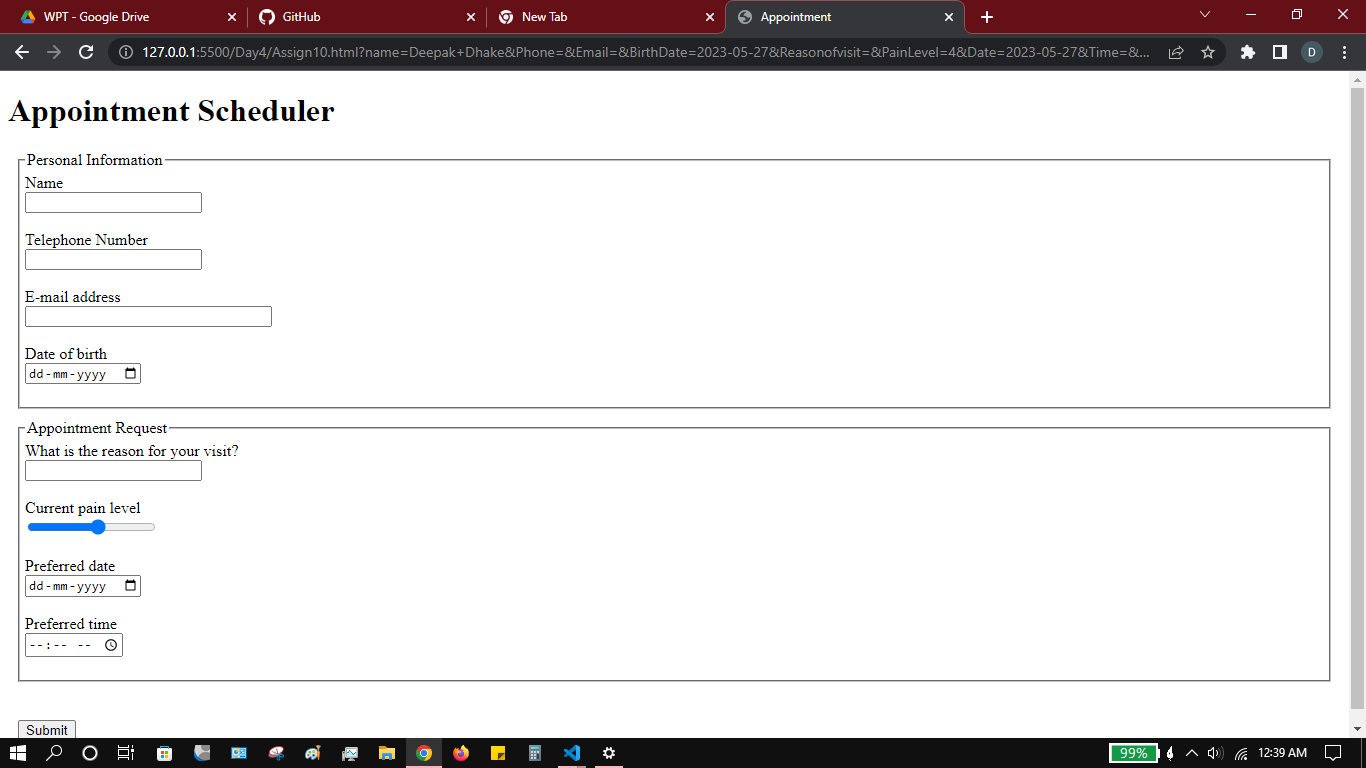 WPT - Google Drive
GitHub
New Tab
Appointment
127.0.0.1:5500/Day4/Assign10.html?name=Deepak+Dhake&Phone=&Email=&BirthDate=2023-05-27&Reasonofvisit=&PainLevel=4&Date=2023-05-27&Time=&...
D
Appointment Scheduler
Personal Information
Name
Telephone Number
E-mail address
Date of birth
dd-mm-yyyy
Appointment Request
What is the reason for your visit?
Current pain level
Preferred date
dd-mm-yyyy
Preferred time
--:-- --
Submit
99%
12:39 AM